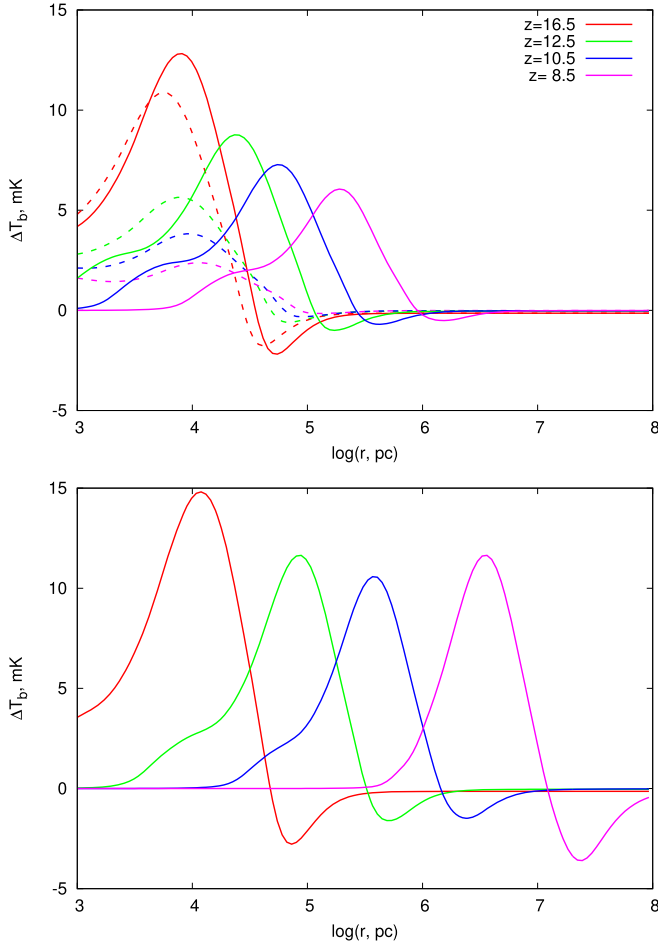 15
10
5
0
-5
ΔT_b, mK
z=16.5
z=12.5
z=10.5
z= 8.5
3 4 5 6 7 8
log(r, pc)
15
10
5
0
-5
ΔT_b, mK
3 4 5 6 7 8
log(r, pc)